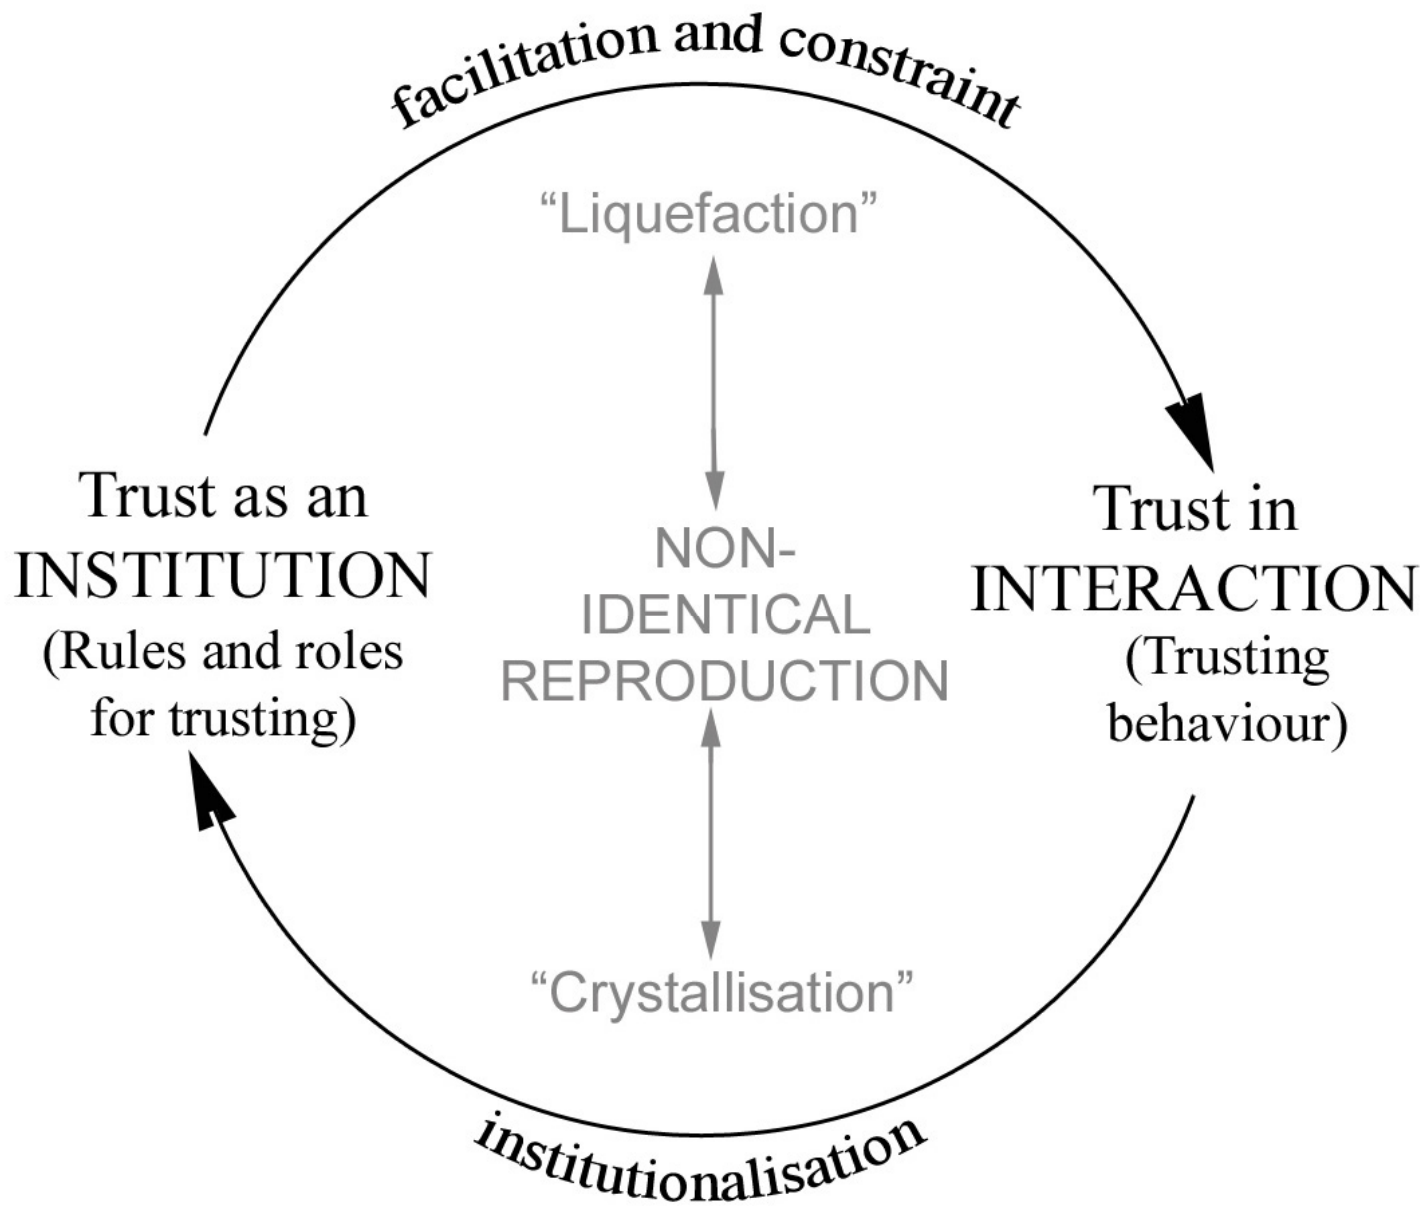 facilitation and constraint
“Liquefaction”
Trust as an
INSTITUTION
(Rules and roles
for trusting)
NON-
IDENTICAL
REPRODUCTION
Trust in
INTERACTION
(Trusting
behaviour)
“Crystallisation”
institutionalisation